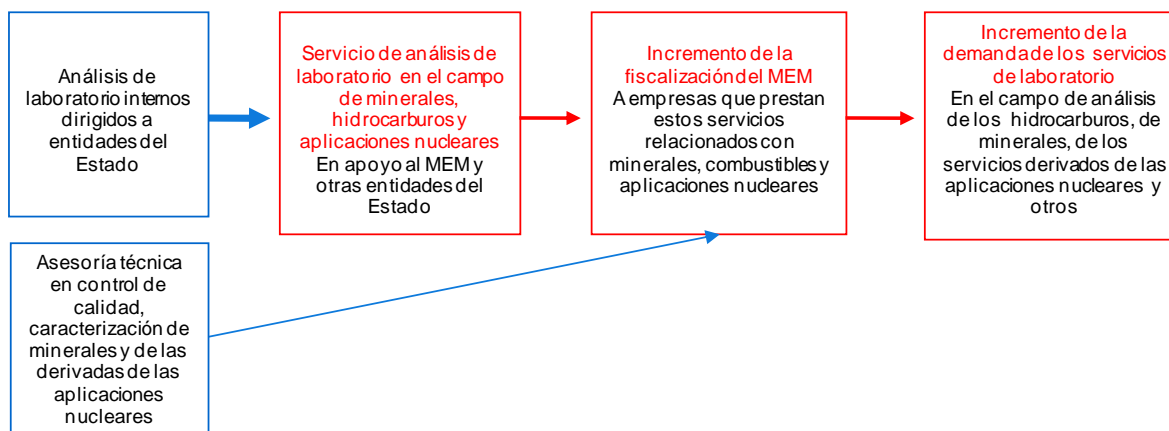 Análisis de
laboratorio internos
dirigidos a
entidades del
Estado
Servicio de análisis de
laboratorio en el campo
de minerales,
hidrocarburos y
aplicaciones nucleares
En apoyo al MEM y
otras entidades del
Estado
Incremento de la
fiscalización del MEM
A empresas que prestan
estos servicios
relacionados con
minerales, combustibles y
aplicaciones nucleares
Incremento de la
demanda de los servicios
de laboratorio
En el campo de análisis
de los hidrocarburos, de
minerales, de los
servicios derivados de las
aplicaciones nucleares y
otros
Asesoría técnica
en control de
calidad,
caracterización de
minerales y de las
derivadas de las
aplicaciones
nucleares